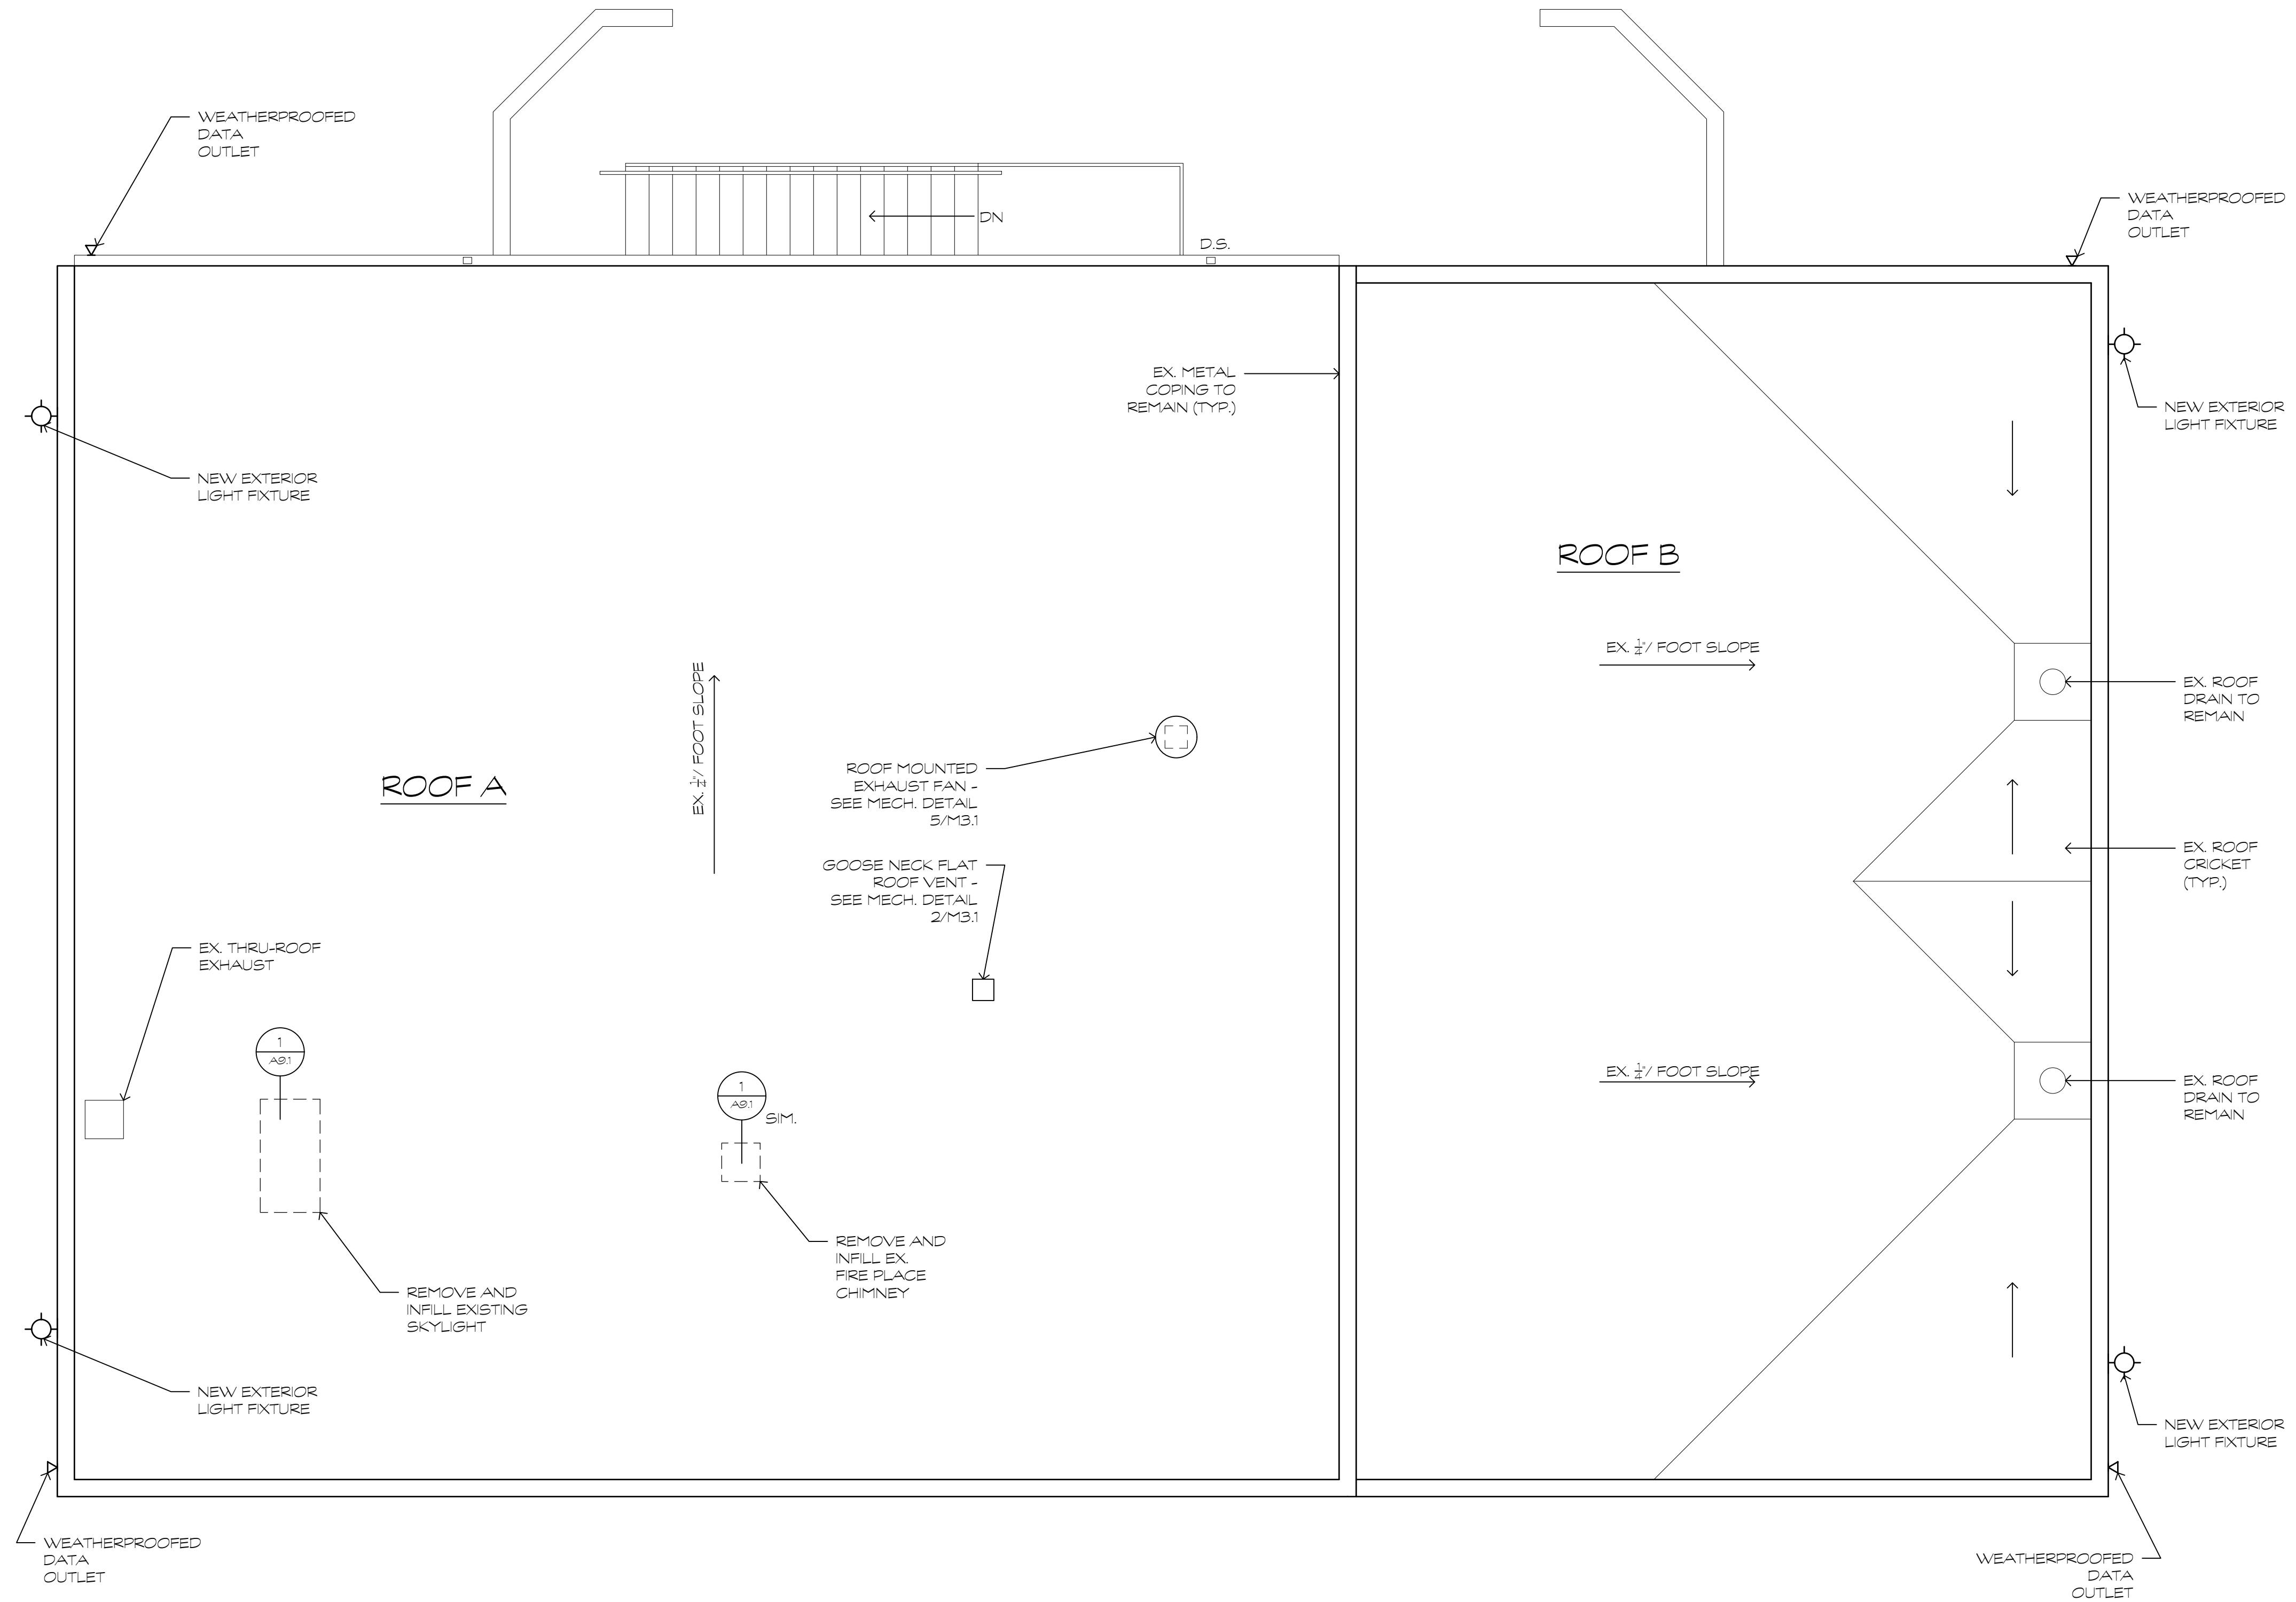 WEATHERPROOFED
DATA
OUTLET
WEATHERPROOFED
DATA
OUTLET
DN
D.S.
EX. METAL
COPING TO
REMAIN (TYP.)
NEW EXTERIOR
LIGHT FIXTURE
NEW EXTERIOR
LIGHT FIXTURE
ROOF B
EX. 1/4"/ FOOT SLOPE
EX. 1/4"/ FOOT SLOPE
EX. ROOF
DRAIN TO
REMAIN
ROOF A
ROOF MOUNTED
EXHAUST FAN -
SEE MECH. DETAIL
5/M3.1
GOOSE NECK FLAT
ROOF VENT -
SEE MECH. DETAIL
2/M3.1
EX. ROOF
CRICKET
(TYP.)
EX. THRU-ROOF
EXHAUST
1
A9.1
1
A9.1
SIM.
EX. 1/4"/ FOOT SLOPE
EX. ROOF
DRAIN TO
REMAIN
REMOVE AND
INFILL EX.
FIRE PLACE
CHIMNEY
REMOVE AND
INFILL EXISTING
SKYLIGHT
NEW EXTERIOR
LIGHT FIXTURE
NEW EXTERIOR
LIGHT FIXTURE
WEATHERPROOFED
DATA
OUTLET
WEATHERPROOFED
DATA
OUTLET